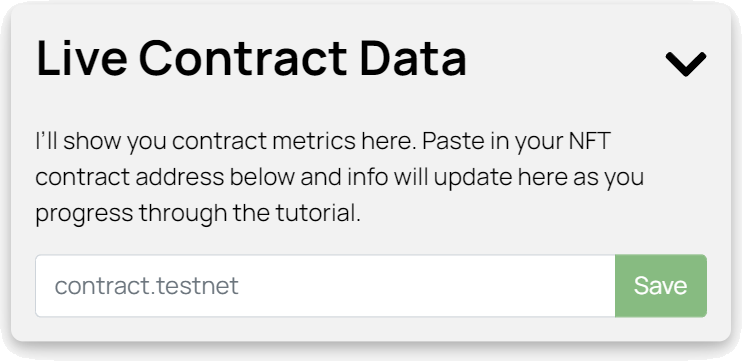 Live Contract Data
I'll show you contract metrics here. Paste in your NFT
contract address below and info will update here as you
progress through the tutorial.
contract.testnet
Save